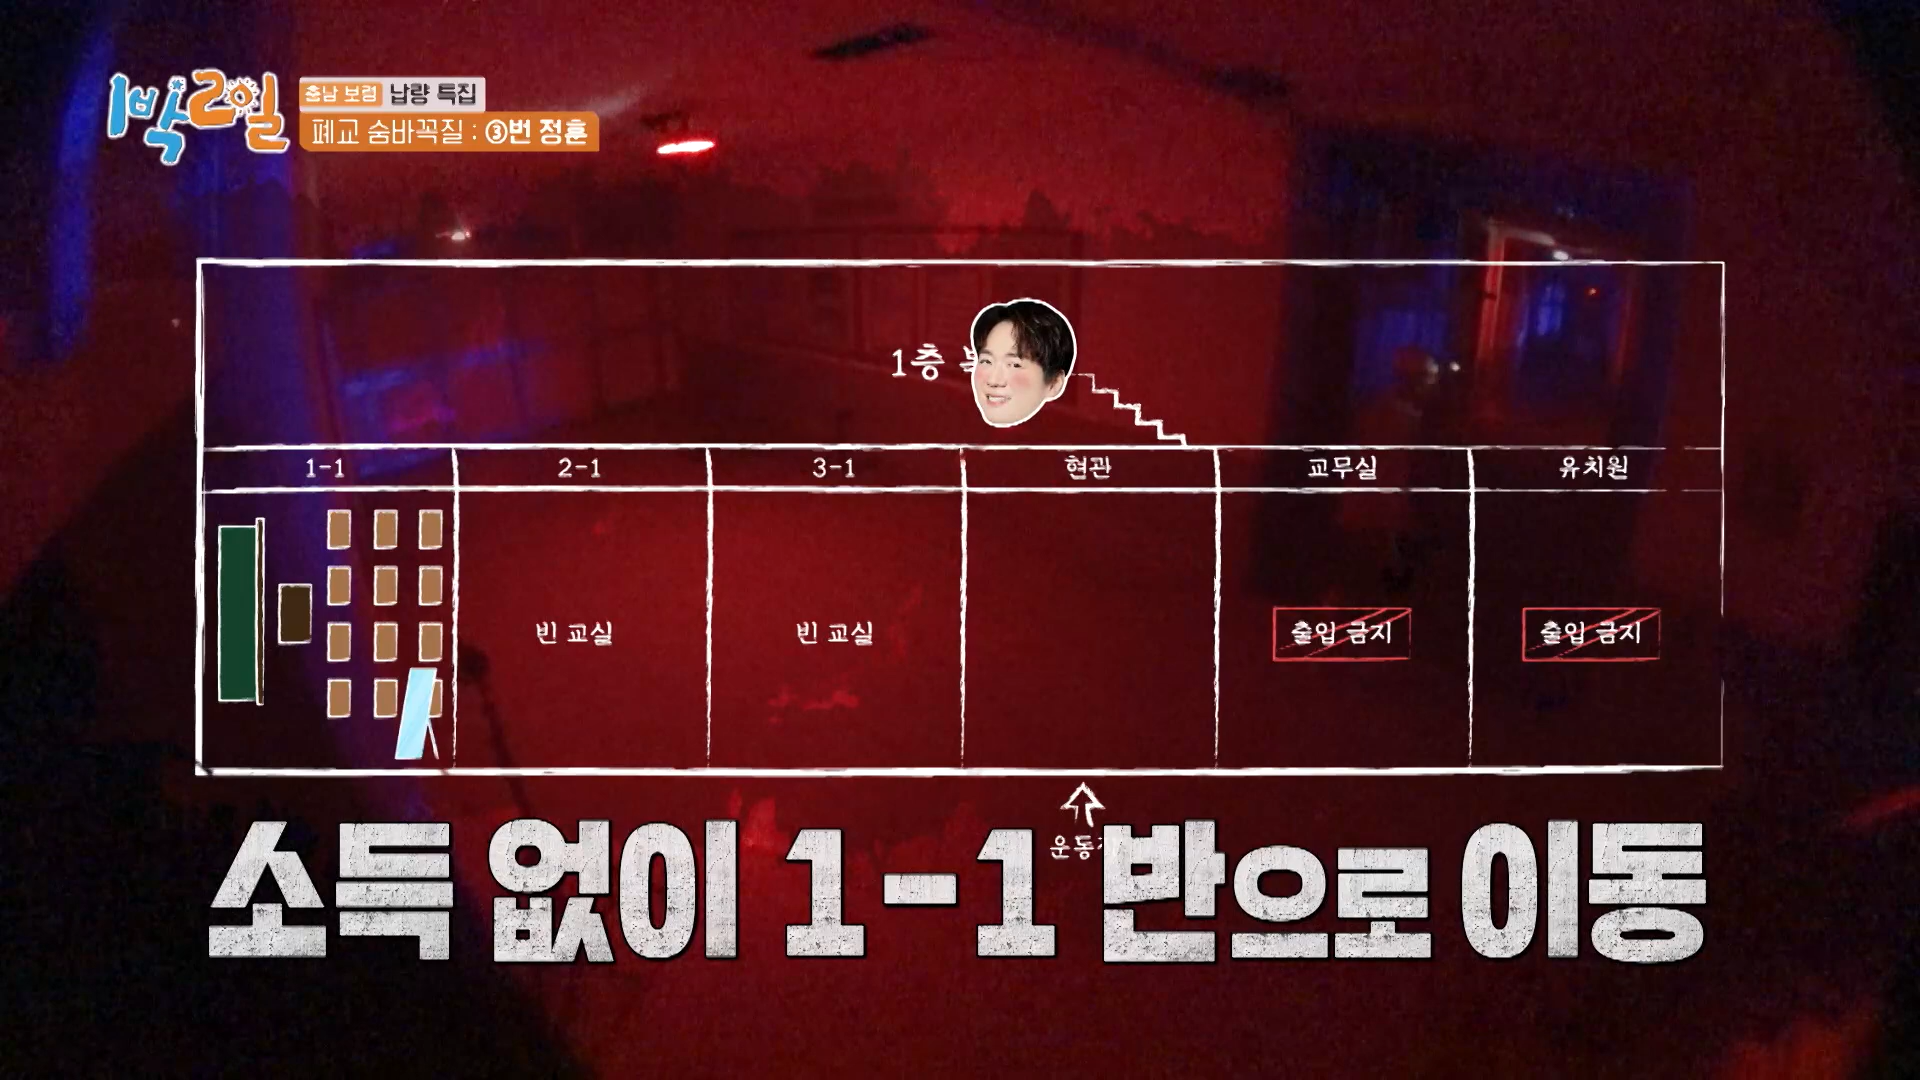 1박2일
충남 보령 납량 특집
폐교 숨바꼭질 : ③번 정훈
1층
1-1 2-1 3-1 현관 교무실 유치원
빈 교실 빈 교실 출입 금지 출입 금지
운동
소득 없이 1-1 반으로 이동